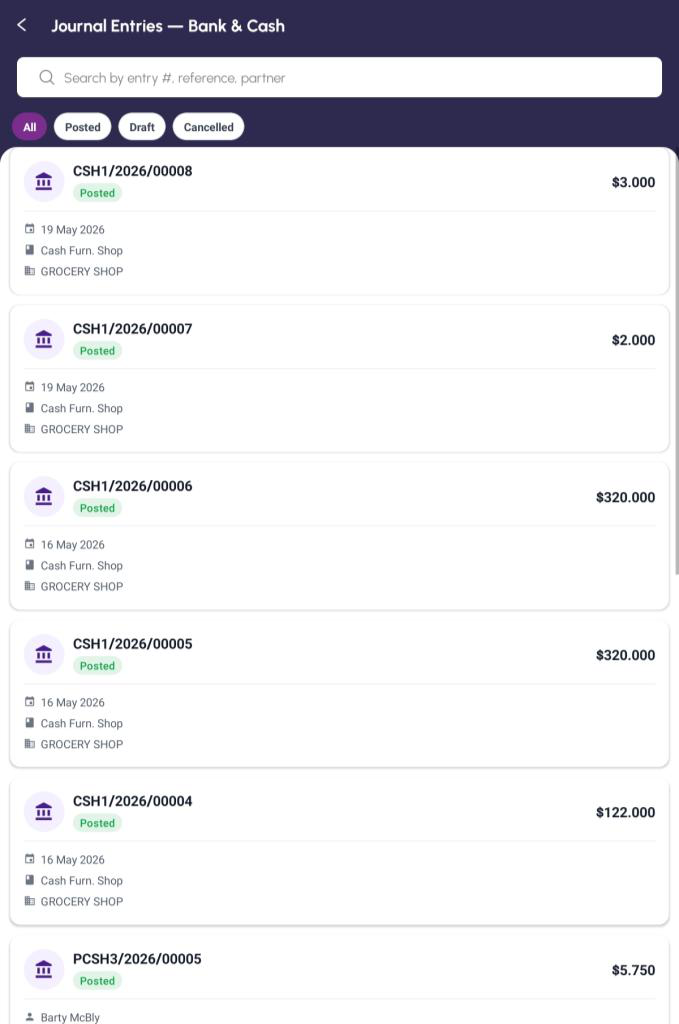 Journal Entries — Bank & Cash
Search by entry #, reference, partner
All Posted Draft Cancelled
CSH1/2026/00008
$3.000
Posted
19 May 2026
Cash Furn. Shop
GROCERY SHOP
CSH1/2026/00007
$2.000
Posted
19 May 2026
Cash Furn. Shop
GROCERY SHOP
CSH1/2026/00006
$320.000
Posted
16 May 2026
Cash Furn. Shop
GROCERY SHOP
CSH1/2026/00005
$320.000
Posted
16 May 2026
Cash Furn. Shop
GROCERY SHOP
CSH1/2026/00004
$122.000
Posted
16 May 2026
Cash Furn. Shop
GROCERY SHOP
PCSH3/2026/00005
$5.750
Posted
Barty McBly